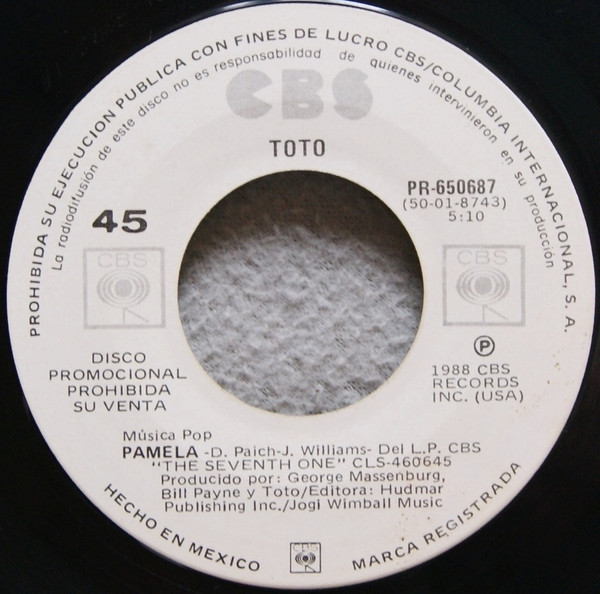 PROHIBIDA SU EJECUCION PUBLICA CON FINES DE LUCRO CBS/COLUMBIA INTERNACIONAL, S. A.
La radiodifusión de este disco no es responsabilidad de quienes intervinieron en su producción
CBS
TOTO
PR-650687
(50-01-8743)
5:10
45
CBS
CBS
DISCO
PROMOCIONAL
PROHIBIDA
SU VENTA
P
1988 CBS
RECORDS
INC. (USA)
Música Pop
PAMELA -D. Paich-J. Williams- Del L.P. CBS
"THE SEVENTH ONE" CLS-460645
Producido por: George Massenburg,
Bill Payne y Toto/Editora: Hudmar
Publishing Inc./Jogi Wimball Music
HECHO EN MEXICO
CBS
MARCA REGISTRADA